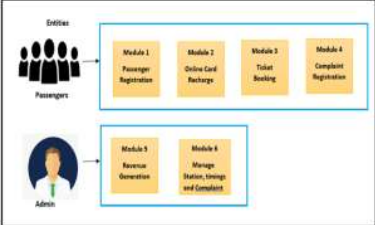 Entities
Module 1
Passenger
Registration
Module 2
Online Card
Recharge
Module 3
Ticket
Booking
Module 4
Complaint
Registration
Passengers
Module 5
Revenue
Generation
Module 6
Manage
Station, timings
and Complaint
Admin